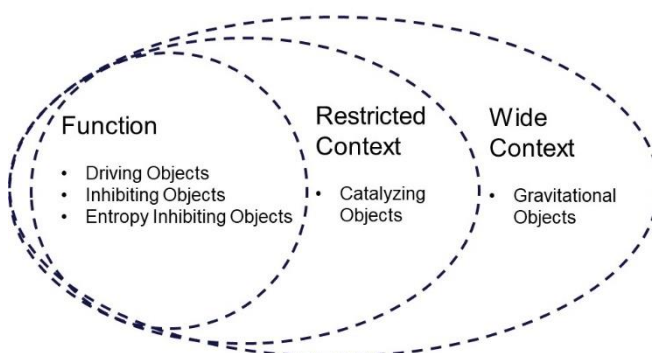 Function
• Driving Objects
• Inhibiting Objects
• Entropy Inhibiting Objects
Restricted
Context
• Catalyzing
Objects
Wide
Context
• Gravitational
Objects